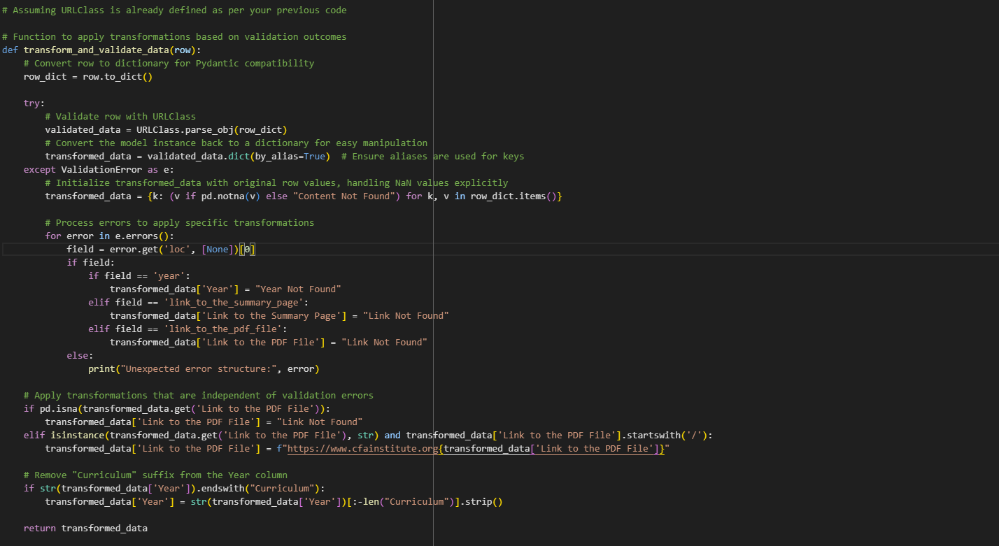 # Assuming URLClass is already defined as per your previous code
# Function to apply transformations based on validation outcomes
def transform_and_validate_data(row):
    # Convert row to dictionary for Pydantic compatibility
    row_dict = row.to_dict()
    try:
        # Validate row with URLClass
        validated_data = URLClass.parse_obj(row_dict)
        # Convert the model instance back to a dictionary for easy manipulation
        transformed_data = validated_data.dict(by_alias=True)  # Ensure aliases are used for keys
    except ValidationError as e:
        # Initialize transformed_data with original row values, handling NaN values explicitly
        transformed_data = {k: (v if pd.notna(v) else "Content Not Found") for k, v in row_dict.items()}
        # Process errors to apply specific transformations
        for error in e.errors():
            field = error.get('loc', [None])[0]
            if field:
                if field == 'year':
                    transformed_data['Year'] = "Year Not Found"
                elif field == 'link_to_the_summary_page':
                    transformed_data['Link to the Summary Page'] = "Link Not Found"
                elif field == 'link_to_the_pdf_file':
                    transformed_data['Link to the PDF File'] = "Link Not Found"
            else:
                print("Unexpected error structure:", error)
    # Apply transformations that are independent of validation errors
    if pd.isna(transformed_data.get('Link to the PDF File')):
        transformed_data['Link to the PDF File'] = "Link Not Found"
    elif isinstance(transformed_data.get('Link to the PDF File'), str) and transformed_data['Link to the PDF File'].startswith('/'):
        transformed_data['Link to the PDF File'] = f"https://www.cfainstitute.org{transformed_data['Link to the PDF File']}"
    # Remove "Curriculum" suffix from the Year column
    if str(transformed_data['Year']).endswith("Curriculum"):
        transformed_data['Year'] = str(transformed_data['Year'])[:-len("Curriculum")].strip()
    return transformed_data